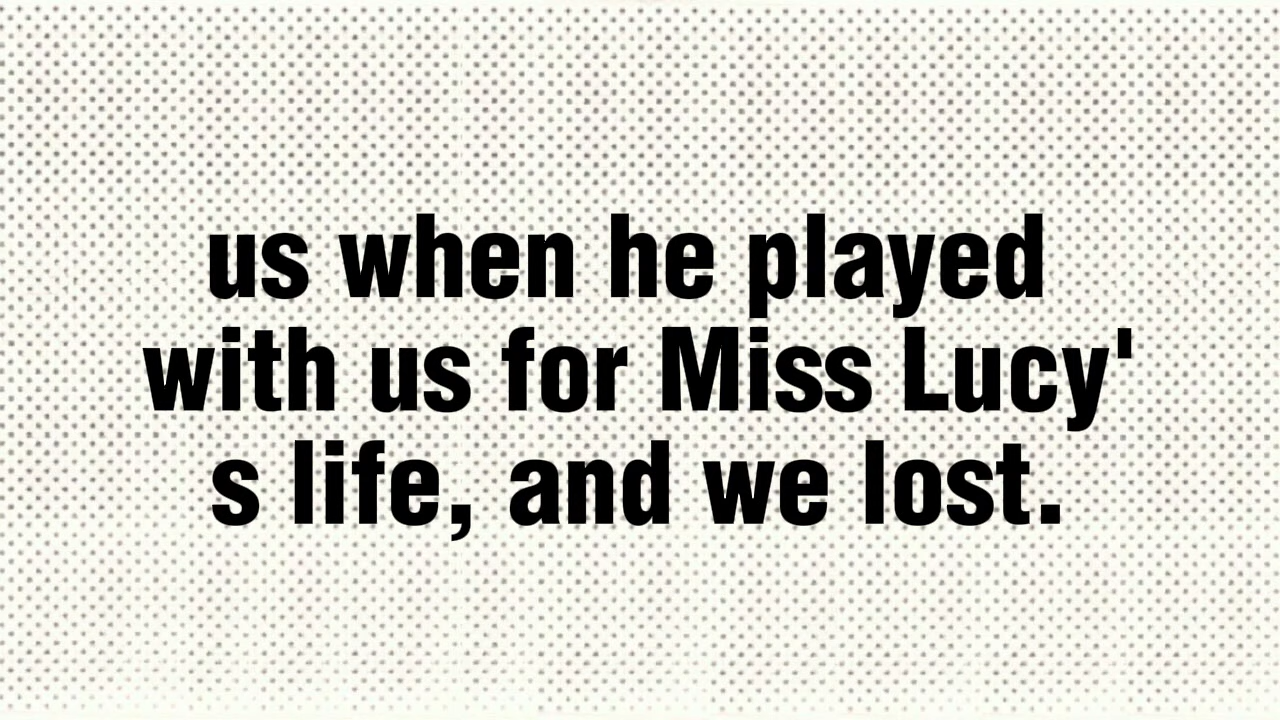 us when he played
with us for Miss Lucy'
s life, and we lost.